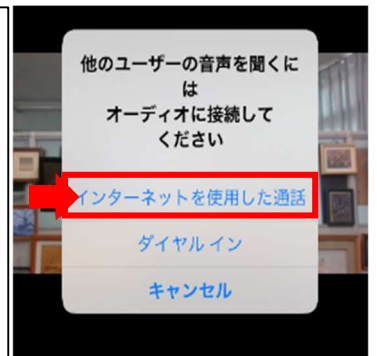 他のユーザーの音声を聞くに
は
オーディオに接続して
ください
インターネットを使用した通話
ダイヤルイン
キャンセル